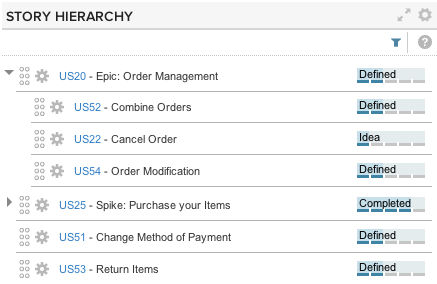 STORY HIERARCHY
?
US20 - Epic: Order Management Defined
US52 - Combine Orders Defined
US22 - Cancel Order Idea
US54 - Order Modification Defined
US25 - Spike: Purchase your Items Completed
US51 - Change Method of Payment Defined
US53 - Return Items Defined